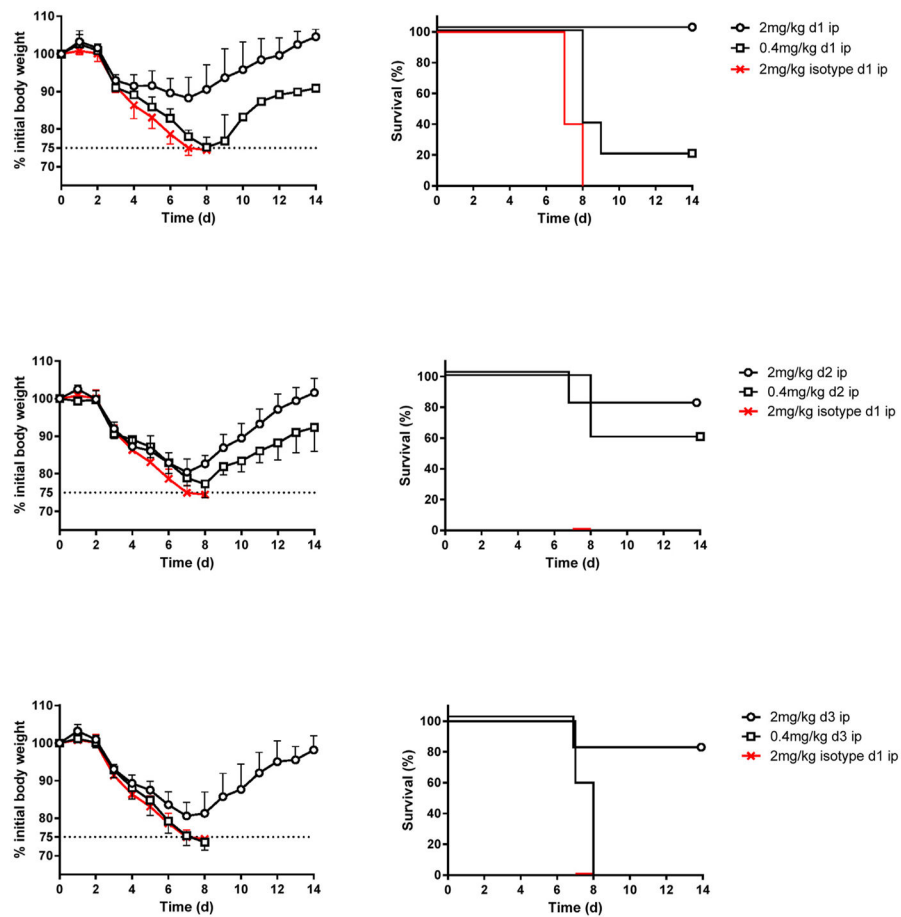 % initial body weight
110
100
90
80
75
70
0 2 4 6 8 10 12 14
Time (d)
Survival (%)
100
80
60
40
20
0
0 2 4 6 8 10 12 14
Time (d)
2mg/kg d1 ip
0.4mg/kg d1 ip
2mg/kg isotype d1 ip
% initial body weight
110
100
90
80
75
70
0 2 4 6 8 10 12 14
Time (d)
Survival (%)
100
80
60
40
20
0
0 2 4 6 8 10 12 14
Time (d)
2mg/kg d2 ip
0.4mg/kg d2 ip
2mg/kg isotype d1 ip
% initial body weight
110
100
90
80
75
70
0 2 4 6 8 10 12 14
Time (d)
Survival (%)
100
80
60
40
20
0
0 2 4 6 8 10 12 14
Time (d)
2mg/kg d3 ip
0.4mg/kg d3 ip
2mg/kg isotype d1 ip